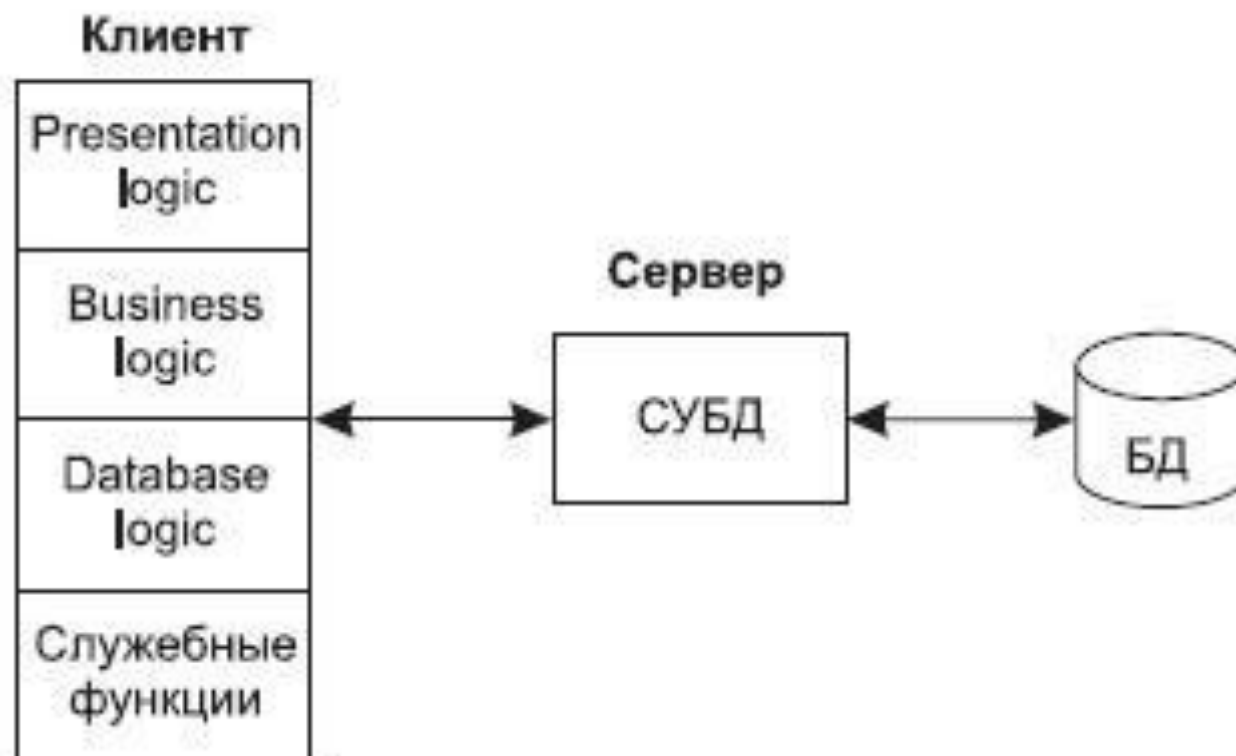 Клиент
Presentation
logic
Business
logic
Database
logic
Служебные
функции
Сервер
СУБД
БД